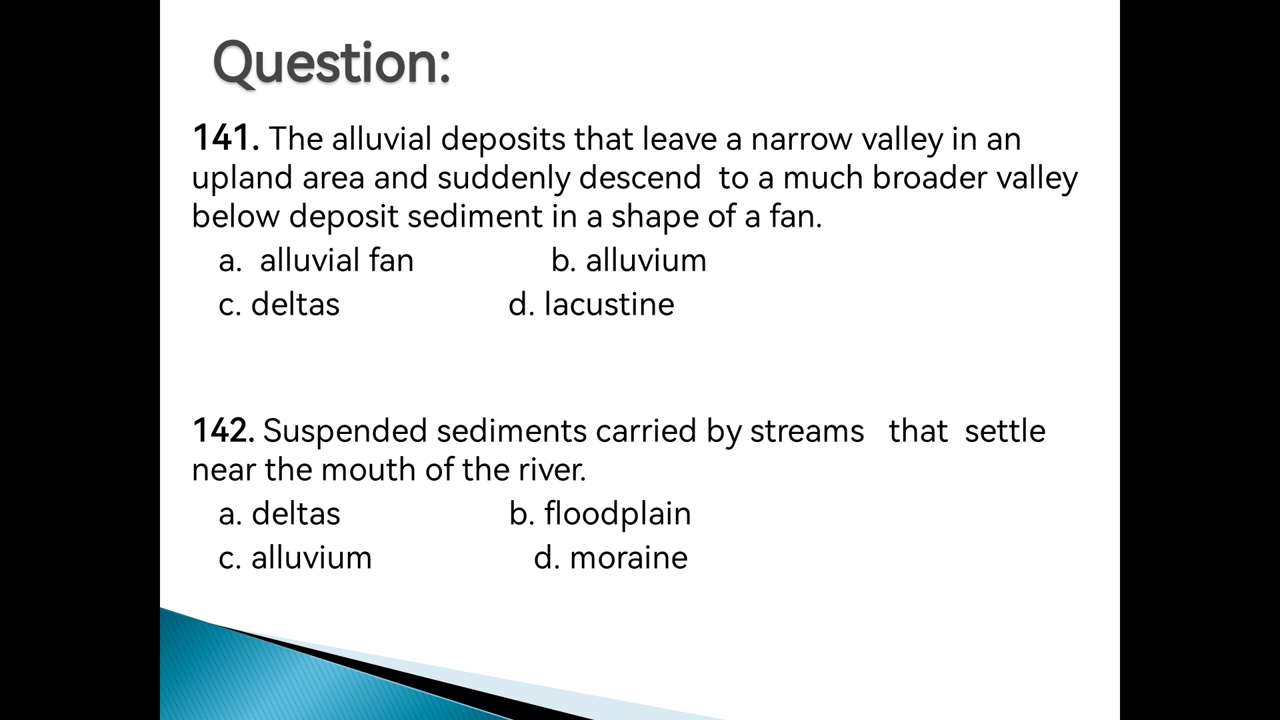 Question:
141. The alluvial deposits that leave a narrow valley in an
upland area and suddenly descend  to a much broader valley
below deposit sediment in a shape of a fan.
a.  alluvial fan    b. alluvium
c. deltas    d. lacustine
142. Suspended sediments carried by streams   that  settle
near the mouth of the river.
a. deltas    b. floodplain
c. alluvium    d. moraine